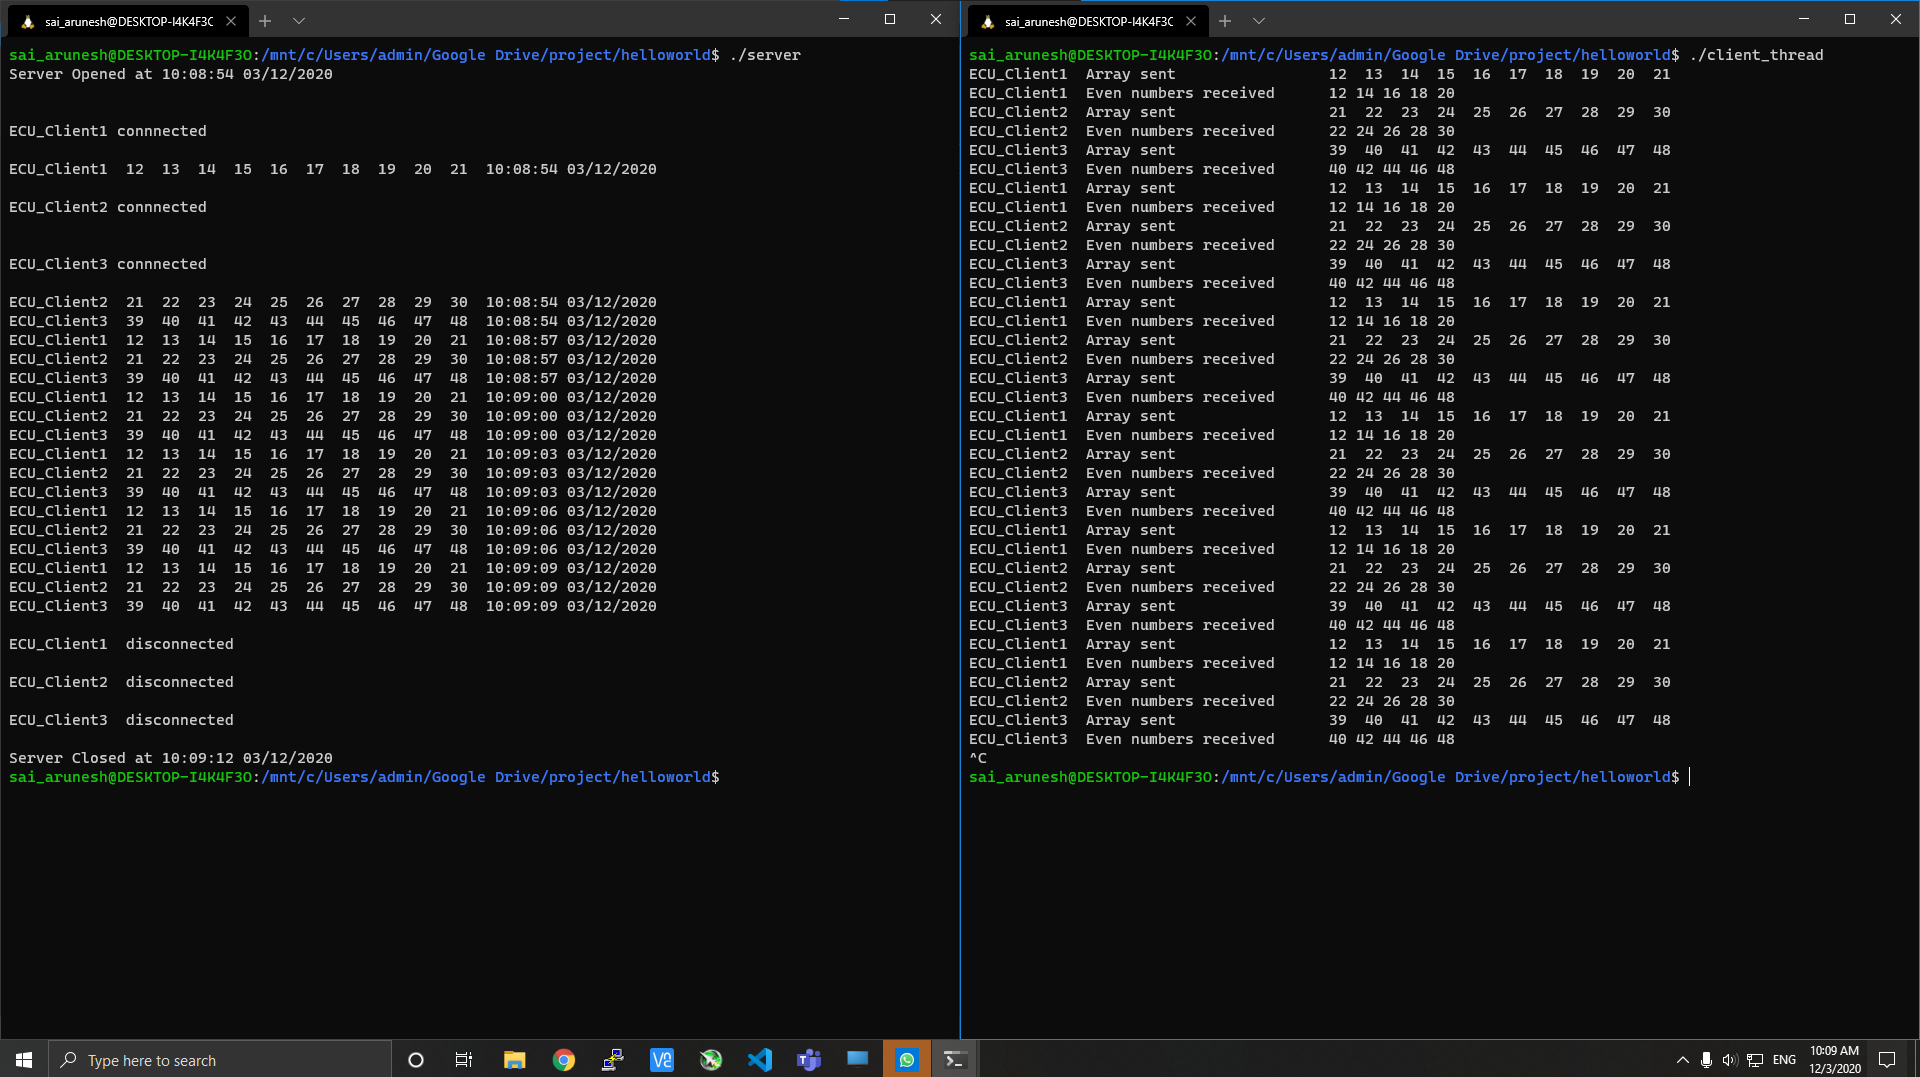 sai_arunesh@DESKTOP-I4K4F3O
sai_arunesh@DESKTOP-I4K4F3O:/mnt/c/Users/admin/Google Drive/project/helloworld$ ./server
Server Opened at 10:08:54 03/12/2020
ECU_Client1 connnected
ECU_Client1  12  13  14  15  16  17  18  19  20  21  10:08:54 03/12/2020
ECU_Client2 connnected
ECU_Client3 connnected
ECU_Client2  21  22  23  24  25  26  27  28  29  30  10:08:54 03/12/2020
ECU_Client3  39  40  41  42  43  44  45  46  47  48  10:08:54 03/12/2020
ECU_Client1  12  13  14  15  16  17  18  19  20  21  10:08:57 03/12/2020
ECU_Client2  21  22  23  24  25  26  27  28  29  30  10:08:57 03/12/2020
ECU_Client3  39  40  41  42  43  44  45  46  47  48  10:08:57 03/12/2020
ECU_Client1  12  13  14  15  16  17  18  19  20  21  10:09:00 03/12/2020
ECU_Client2  21  22  23  24  25  26  27  28  29  30  10:09:00 03/12/2020
ECU_Client3  39  40  41  42  43  44  45  46  47  48  10:09:00 03/12/2020
ECU_Client1  12  13  14  15  16  17  18  19  20  21  10:09:03 03/12/2020
ECU_Client2  21  22  23  24  25  26  27  28  29  30  10:09:03 03/12/2020
ECU_Client3  39  40  41  42  43  44  45  46  47  48  10:09:03 03/12/2020
ECU_Client1  12  13  14  15  16  17  18  19  20  21  10:09:06 03/12/2020
ECU_Client2  21  22  23  24  25  26  27  28  29  30  10:09:06 03/12/2020
ECU_Client3  39  40  41  42  43  44  45  46  47  48  10:09:06 03/12/2020
ECU_Client1  12  13  14  15  16  17  18  19  20  21  10:09:09 03/12/2020
ECU_Client2  21  22  23  24  25  26  27  28  29  30  10:09:09 03/12/2020
ECU_Client3  39  40  41  42  43  44  45  46  47  48  10:09:09 03/12/2020
ECU_Client1  disconnected
ECU_Client2  disconnected
ECU_Client3  disconnected
Server Closed at 10:09:12 03/12/2020
sai_arunesh@DESKTOP-I4K4F3O:/mnt/c/Users/admin/Google Drive/project/helloworld$
sai_arunesh@DESKTOP-I4K4F3O
sai_arunesh@DESKTOP-I4K4F3O:/mnt/c/Users/admin/Google Drive/project/helloworld$ ./client_thread
ECU_Client1  Array sent  12  13  14  15  16  17  18  19  20  21
ECU_Client1  Even numbers received  12 14 16 18 20
ECU_Client2  Array sent  21  22  23  24  25  26  27  28  29  30
ECU_Client2  Even numbers received  22 24 26 28 30
ECU_Client3  Array sent  39  40  41  42  43  44  45  46  47  48
ECU_Client3  Even numbers received  40 42 44 46 48
ECU_Client1  Array sent  12  13  14  15  16  17  18  19  20  21
ECU_Client1  Even numbers received  12 14 16 18 20
ECU_Client2  Array sent  21  22  23  24  25  26  27  28  29  30
ECU_Client2  Even numbers received  22 24 26 28 30
ECU_Client3  Array sent  39  40  41  42  43  44  45  46  47  48
ECU_Client3  Even numbers received  40 42 44 46 48
ECU_Client1  Array sent  12  13  14  15  16  17  18  19  20  21
ECU_Client1  Even numbers received  12 14 16 18 20
ECU_Client2  Array sent  21  22  23  24  25  26  27  28  29  30
ECU_Client2  Even numbers received  22 24 26 28 30
ECU_Client3  Array sent  39  40  41  42  43  44  45  46  47  48
ECU_Client3  Even numbers received  40 42 44 46 48
ECU_Client1  Array sent  12  13  14  15  16  17  18  19  20  21
ECU_Client1  Even numbers received  12 14 16 18 20
ECU_Client2  Array sent  21  22  23  24  25  26  27  28  29  30
ECU_Client2  Even numbers received  22 24 26 28 30
ECU_Client3  Array sent  39  40  41  42  43  44  45  46  47  48
ECU_Client3  Even numbers received  40 42 44 46 48
ECU_Client1  Array sent  12  13  14  15  16  17  18  19  20  21
ECU_Client1  Even numbers received  12 14 16 18 20
ECU_Client2  Array sent  21  22  23  24  25  26  27  28  29  30
ECU_Client2  Even numbers received  22 24 26 28 30
ECU_Client3  Array sent  39  40  41  42  43  44  45  46  47  48
ECU_Client3  Even numbers received  40 42 44 46 48
ECU_Client1  Array sent  12  13  14  15  16  17  18  19  20  21
ECU_Client1  Even numbers received  12 14 16 18 20
ECU_Client2  Array sent  21  22  23  24  25  26  27  28  29  30
ECU_Client2  Even numbers received  22 24 26 28 30
ECU_Client3  Array sent  39  40  41  42  43  44  45  46  47  48
ECU_Client3  Even numbers received  40 42 44 46 48
^C
sai_arunesh@DESKTOP-I4K4F3O:/mnt/c/Users/admin/Google Drive/project/helloworld$
Type here to search
ENG
10:09 AM
12/3/2020